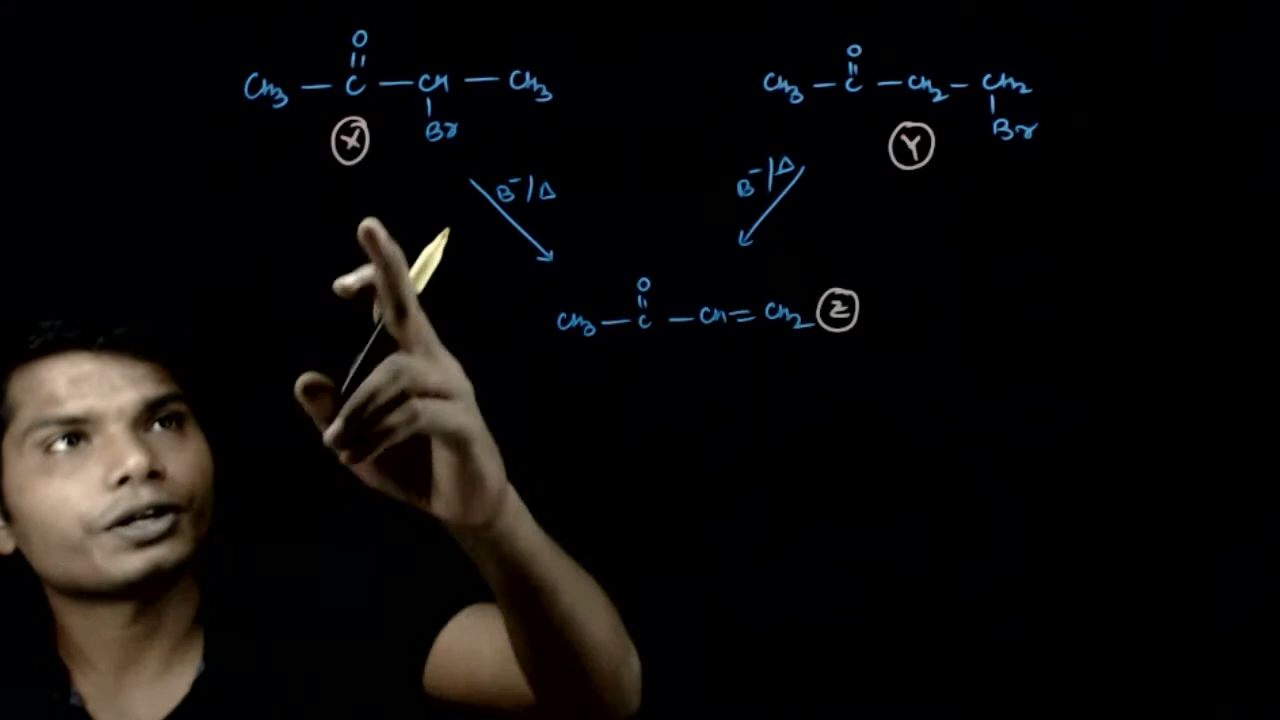 O O
|| ||
CH3 — C — CH — CH3 CH3 — C — CH2 — CH2
| |
X Br Y Br
B⁻/Δ B⁻/Δ
O
||
CH3 — C — CH = CH2 Z